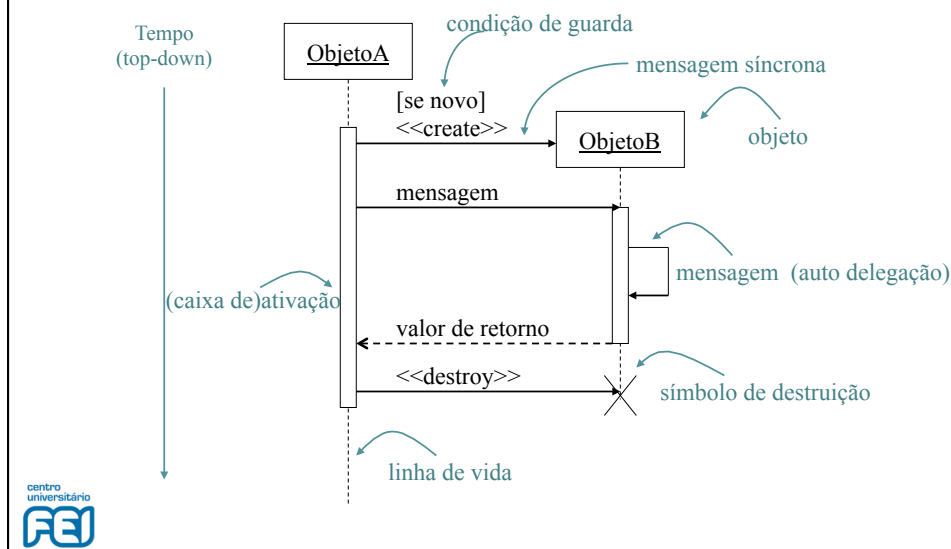 Tempo
(top-down)
condição de guarda
ObjetoA
mensagem síncrona
[se novo]
<<create>>
ObjetoB
objeto
mensagem
mensagem (auto delegação)
(caixa de)ativação
valor de retorno
<<destroy>>
símbolo de destruição
linha de vida
centro
universitário
FEI